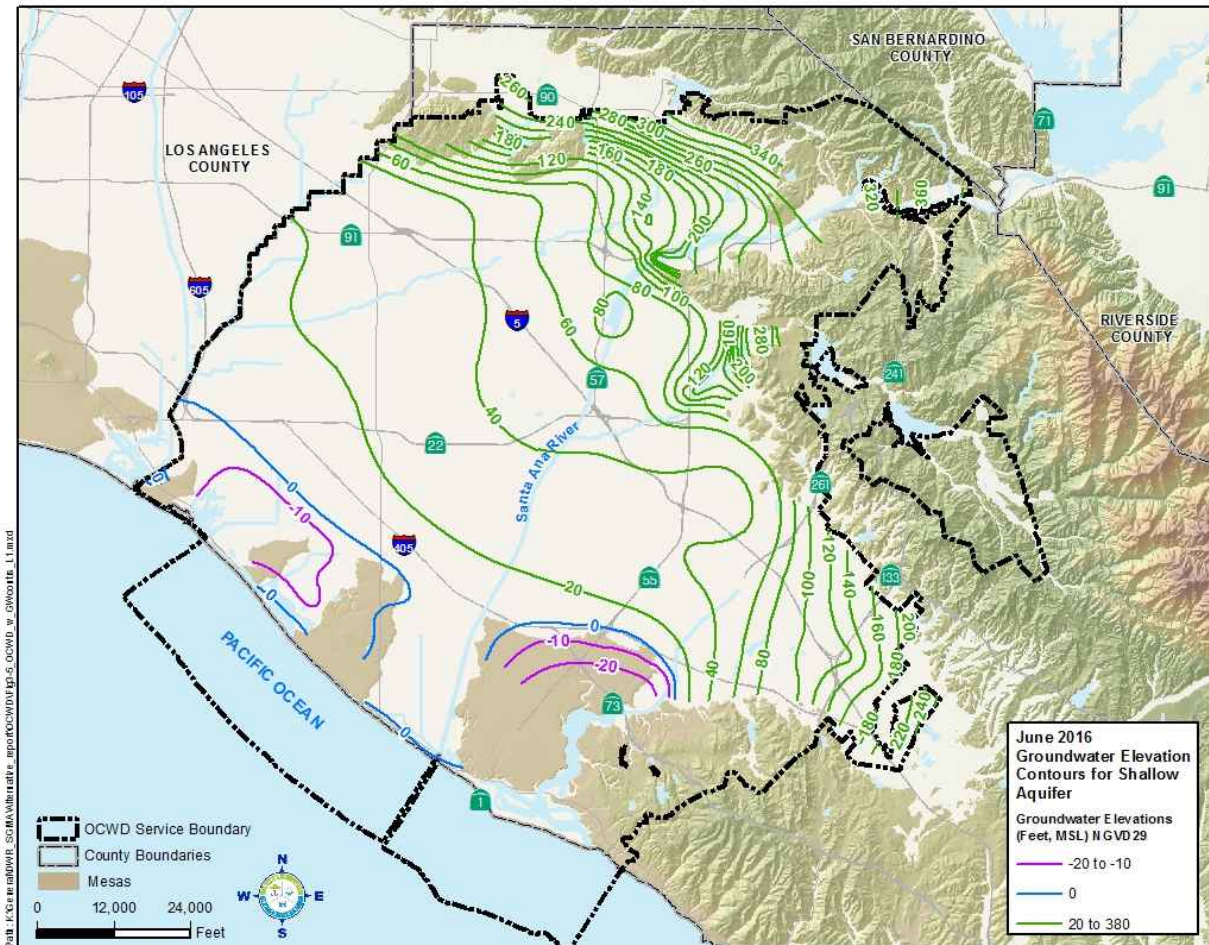 SAN BERNARDINO
COUNTY
LOS ANGELES
COUNTY
RIVERSIDE
COUNTY
PACIFIC OCEAN
Santa Ana River
105
90
71
91
91
605
5
57
241
22
261
405
55
133
73
1
260
240
280
300
340
180
120
160
180
260
60
140
200
320
380
80
80
100
60
160
280
120
200
40
0
-10
0
0
20
0
-10
-20
0
40
80
100
120
140
160
200
180
180
220
240
OCWD Service Boundary
County Boundaries
Mesas
0 12,000 24,000
Feet
N
W E
S
June 2016
Groundwater Elevation
Contours for Shallow
Aquifer
Groundwater Elevations
(Feet, MSL) NGVD29
-20 to -10
0
20 to 380